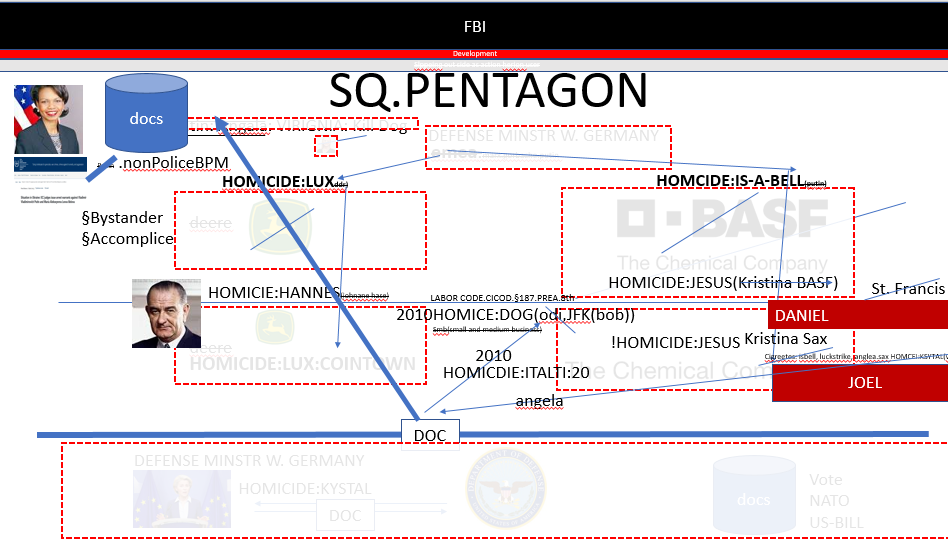 FBI
Development
SQ.PENTAGON
docs
DEFENSE MINSTR W. GERMANY
.nonPoliceBPM
HOMICIDE:LUX(ddr)
HOMCIDE:IS-A-BELL(putin)
§Bystander
§Accomplice
deere
BASF
The Chemical Company
HOMICIDE:JESUS(Kristina BASF)
HOMICIE:HANNES
St. Francis
LABOR CODE.CICOD.§187.PREA.8th
2010HOMICE:DOG(odi,JFK(bob))
DANIEL
Smb(small and medium business)
!HOMICIDE:JESUS
Kristina Sax
deere
HOMICIDE:LUX:COINTOWN
2010
The Chemical Com
HOMICDIE:ITALTI:20
JOEL
angela
DOC
DEFENSE MINSTR W. GERMANY
HOMICIDE:KYSTAL
DOC
docs
Vote
NATO
US-BILL